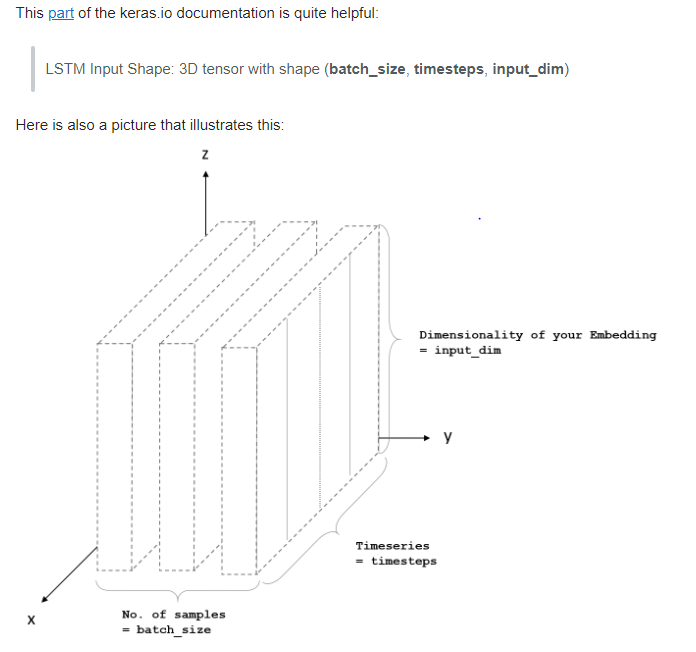 This part of the keras.io documentation is quite helpful:
LSTM Input Shape: 3D tensor with shape (batch_size, timesteps, input_dim)
Here is also a picture that illustrates this:
z
Dimensionality of your Embedding
= input_dim
y
Timeseries
= timesteps
x
No. of samples
= batch_size